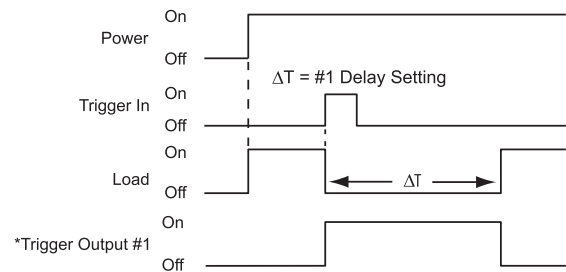 On
Power
Off
ΔT = #1 Delay Setting
On
Trigger In
Off
On
Load
Off
ΔT
On
*Trigger Output #1
Off